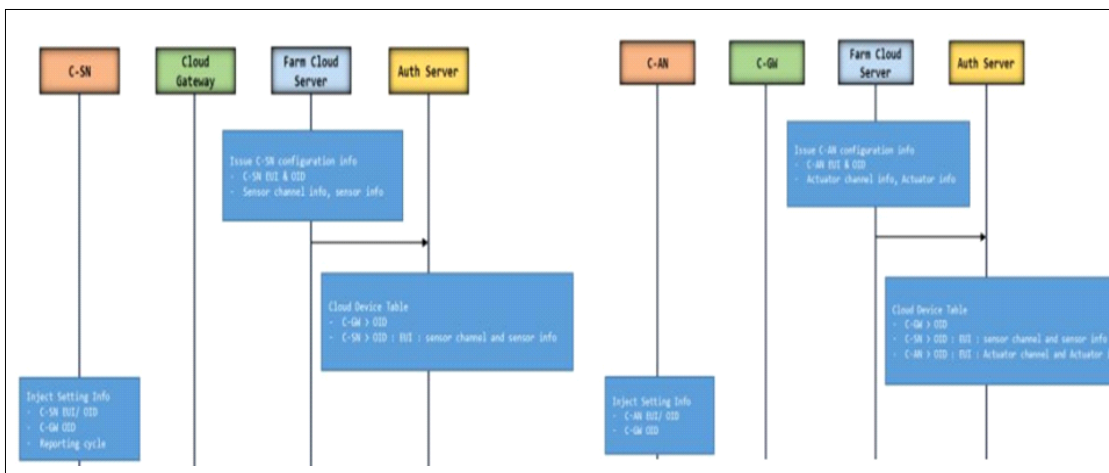 C-SN
Cloud
Gateway
Farm Cloud
Server
Auth Server
Issue C-SN configuration info
- C-SN EUI & OID
- Sensor channel info, sensor info
Cloud Device Table
- C-GW > OID
- C-SN > OID : EUI : sensor channel and sensor info
Inject Setting Info
- C-SN EUI/ OID
- C-GW OID
- Reporting cycle
C-AN
C-GW
Farm Cloud
Server
Auth Server
Issue C-AN configuration info
- C-AN EUI & OID
- Actuator channel info, Actuator info
Cloud Device Table
- C-GW > OID
- C-SN > OID : EUI : sensor channel and sensor info
- C-AN > OID : EUI : Actuator channel and Actuator
Inject Setting Info
- C-AN EUI/ OID
- C-GW OID